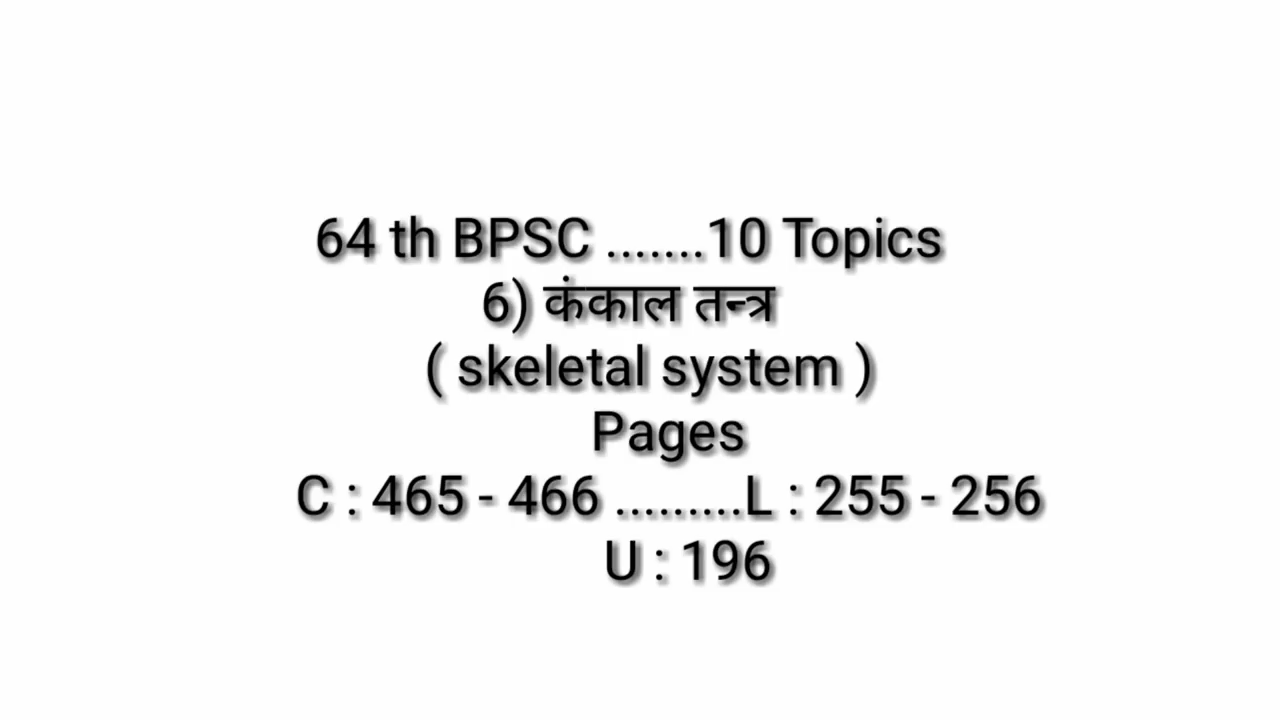 64 th BPSC .......10 Topics
6) कंकाल तन्त्र
( skeletal system )
Pages
C : 465 - 466 .........L : 255 - 256
U : 196